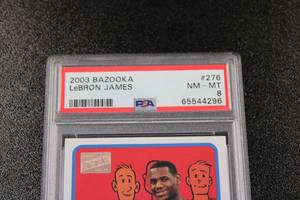 2003 BAZOOKA #276
LeBRON JAMES NM - MT
PSA 8
65544296